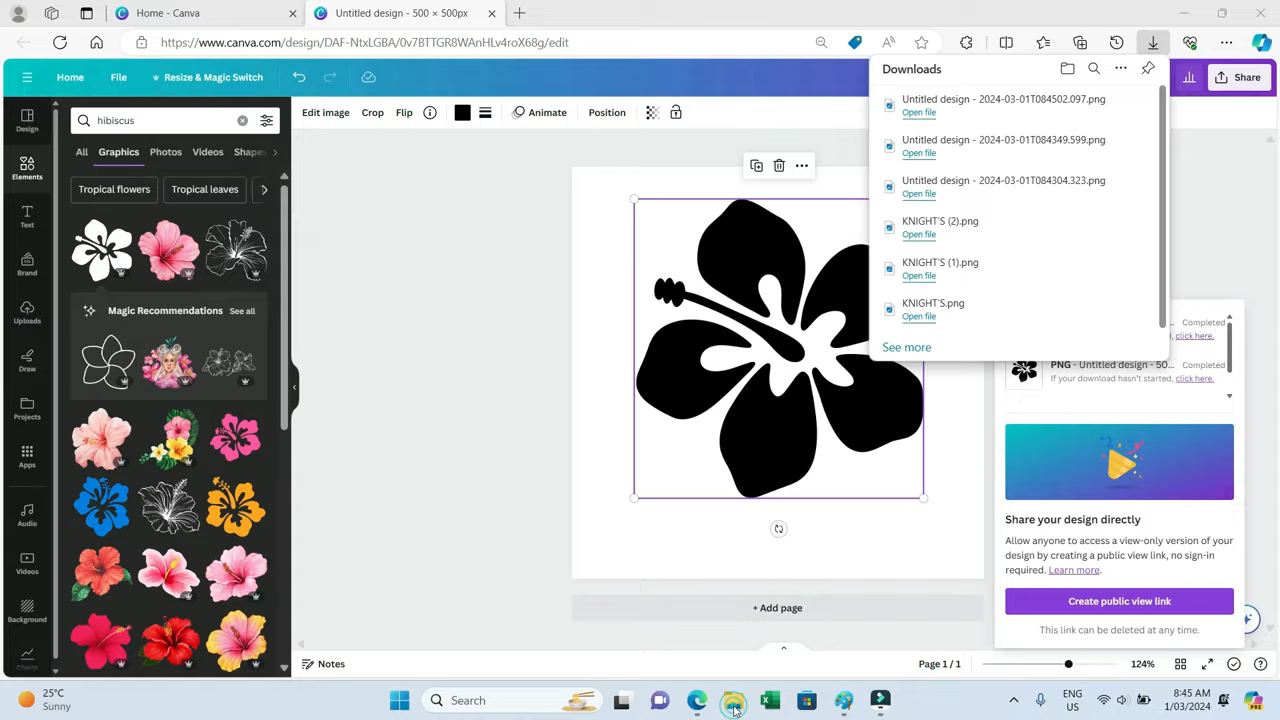 Home - Canva
Untitled design - 500 × 500px
https://www.canva.com/design/DAF-NtxLGBA/0v7BTTGR8WAnHLv4roX68g/edit
Home
File
Resize & Magic Switch
Share
Downloads
Untitled design - 2024-03-01T084502.097.png
Open file
Untitled design - 2024-03-01T084349.599.png
Open file
Untitled design - 2024-03-01T084304.323.png
Open file
KNIGHT'S (2).png
Open file
KNIGHT'S (1).png
Open file
KNIGHT'S.png
Open file
See more
Edit image
Crop
Flip
Animate
Position
Design
Elements
Text
Brand
Uploads
Draw
Projects
Apps
Audio
Videos
Background
Charts
hibiscus
All
Graphics
Photos
Videos
Shapes
Tropical flowers
Tropical leaves
Magic Recommendations
See all
+ Add page
Completed
click here.
PNG - Untitled design - 50...
Completed
If your download hasn't started, click here.
Share your design directly
Allow anyone to access a view-only version of your
design by creating a public view link, no sign-in
required. Learn more.
Create public view link
This link can be deleted at any time.
Notes
Page 1 / 1
124%
25°C
Sunny
Search
ENG
US
8:45 AM
1/03/2024